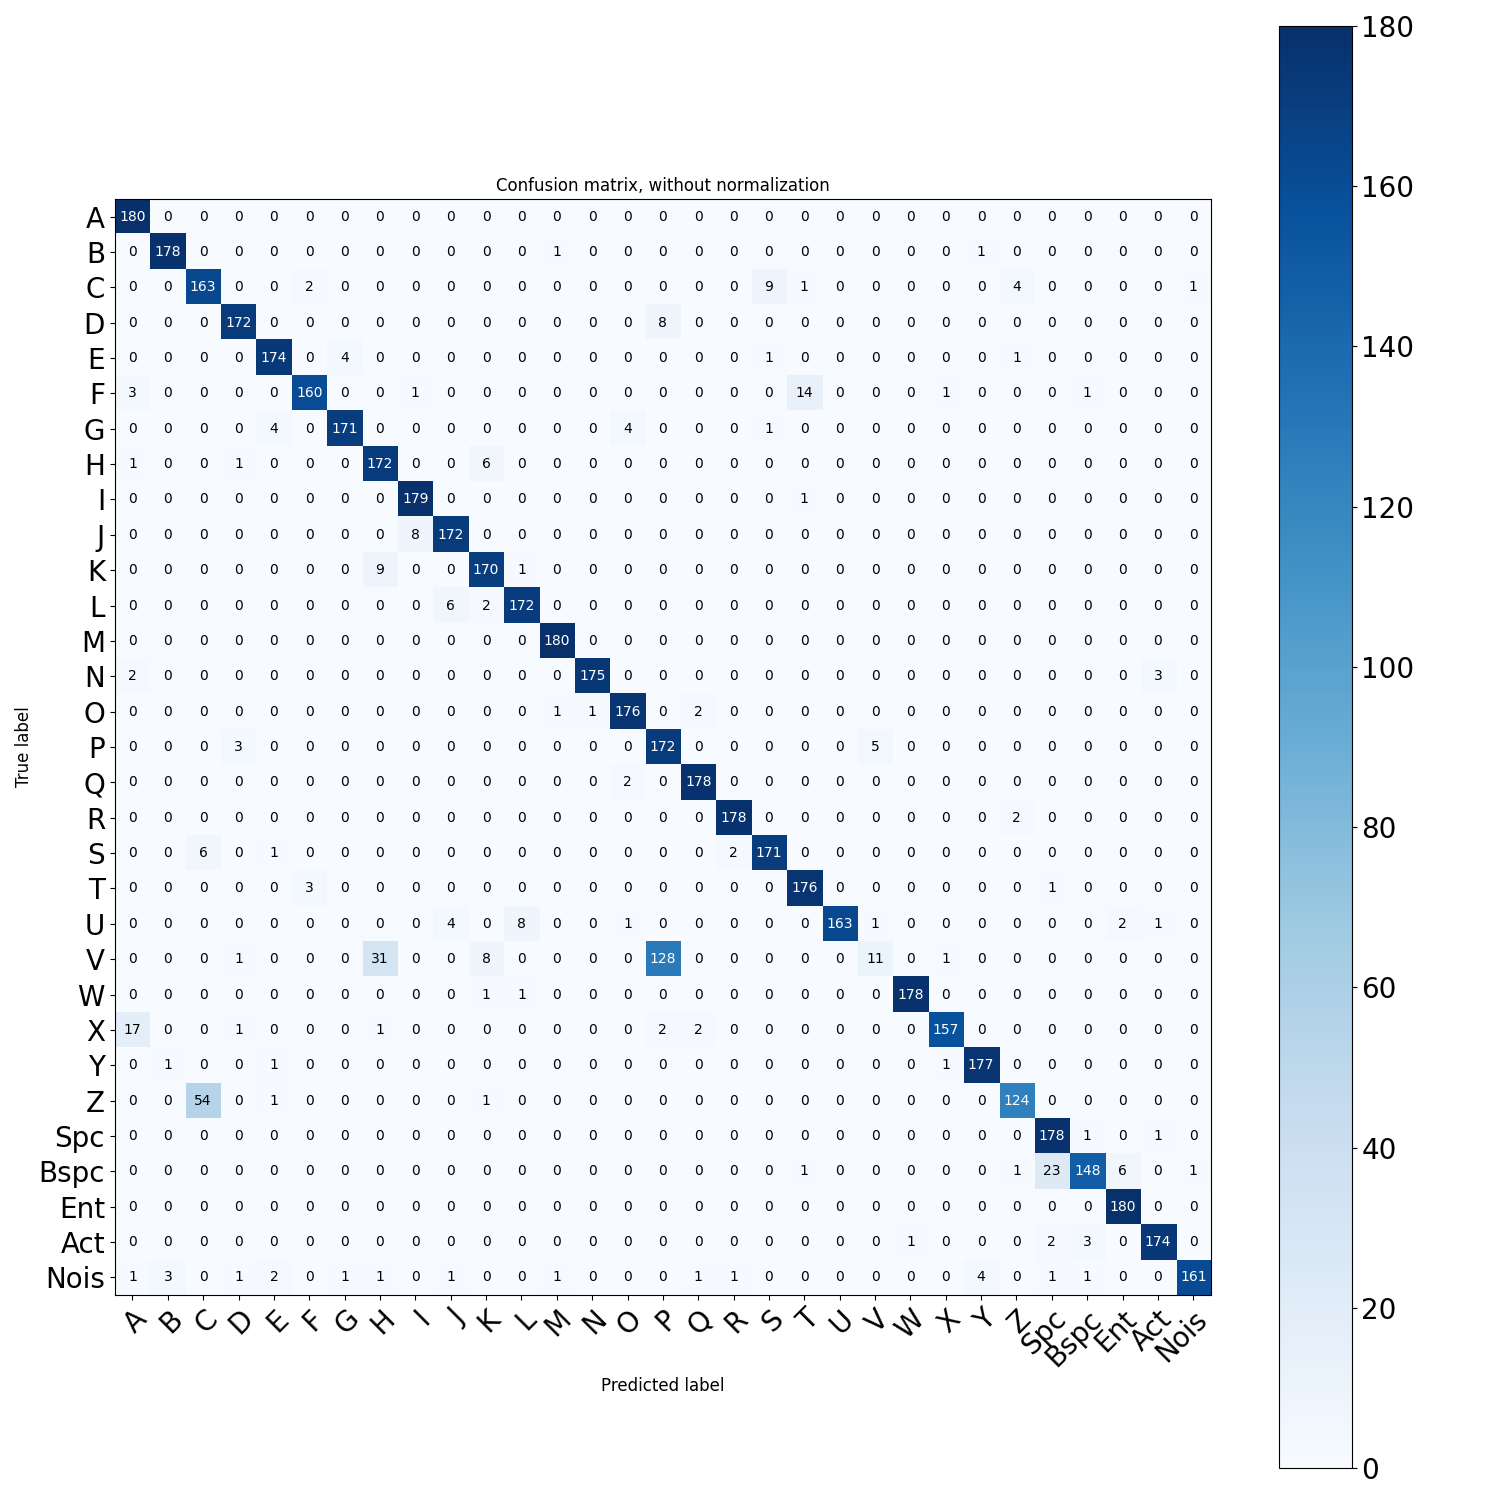 Confusion matrix, without normalization
A 180 0 0 0 0 0 0 0 0 0 0 0 0 0 0 0 0 0 0 0 0 0 0 0 0 0 0 0 0 0 0
B 0 178 0 0 0 0 0 0 0 0 0 0 1 0 0 0 0 0 0 0 0 0 0 0 1 0 0 0 0 0 0
C 0 0 163 0 0 2 0 0 0 0 0 0 0 0 0 0 0 0 9 1 0 0 0 0 0 4 0 0 0 0 1
D 0 0 0 172 0 0 0 0 0 0 0 0 0 0 0 8 0 0 0 0 0 0 0 0 0 0 0 0 0 0 0
E 0 0 0 0 174 0 4 0 0 0 0 0 0 0 0 0 0 0 1 0 0 0 0 0 0 1 0 0 0 0 0
F 3 0 0 0 0 160 0 0 1 0 0 0 0 0 0 0 0 0 0 14 0 0 0 1 0 0 0 1 0 0 0
G 0 0 0 0 4 0 171 0 0 0 0 0 0 0 4 0 0 0 1 0 0 0 0 0 0 0 0 0 0 0 0
H 1 0 0 1 0 0 0 172 0 0 6 0 0 0 0 0 0 0 0 0 0 0 0 0 0 0 0 0 0 0 0
I 0 0 0 0 0 0 0 0 179 0 0 0 0 0 0 0 0 0 0 1 0 0 0 0 0 0 0 0 0 0 0
J 0 0 0 0 0 0 0 0 8 172 0 0 0 0 0 0 0 0 0 0 0 0 0 0 0 0 0 0 0 0 0
K 0 0 0 0 0 0 0 9 0 0 170 1 0 0 0 0 0 0 0 0 0 0 0 0 0 0 0 0 0 0 0
L 0 0 0 0 0 0 0 0 0 6 2 172 0 0 0 0 0 0 0 0 0 0 0 0 0 0 0 0 0 0 0
M 0 0 0 0 0 0 0 0 0 0 0 0 180 0 0 0 0 0 0 0 0 0 0 0 0 0 0 0 0 0 0
N 2 0 0 0 0 0 0 0 0 0 0 0 0 175 0 0 0 0 0 0 0 0 0 0 0 0 0 0 0 3 0
O 0 0 0 0 0 0 0 0 0 0 0 0 1 1 176 0 2 0 0 0 0 0 0 0 0 0 0 0 0 0 0
P 0 0 0 3 0 0 0 0 0 0 0 0 0 0 0 172 0 0 0 0 0 5 0 0 0 0 0 0 0 0 0
Q 0 0 0 0 0 0 0 0 0 0 0 0 0 0 2 0 178 0 0 0 0 0 0 0 0 0 0 0 0 0 0
R 0 0 0 0 0 0 0 0 0 0 0 0 0 0 0 0 0 178 0 0 0 0 0 0 0 2 0 0 0 0 0
S 0 0 6 0 1 0 0 0 0 0 0 0 0 0 0 0 0 2 171 0 0 0 0 0 0 0 0 0 0 0 0
T 0 0 0 0 0 3 0 0 0 0 0 0 0 0 0 0 0 0 0 176 0 0 0 0 0 0 1 0 0 0 0
U 0 0 0 0 0 0 0 0 0 4 0 8 0 0 1 0 0 0 0 0 163 1 0 0 0 0 0 0 2 1 0
V 0 0 0 1 0 0 0 31 0 0 8 0 0 0 0 128 0 0 0 0 0 11 0 1 0 0 0 0 0 0 0
W 0 0 0 0 0 0 0 0 0 0 1 1 0 0 0 0 0 0 0 0 0 0 178 0 0 0 0 0 0 0 0
X 17 0 0 1 0 0 0 1 0 0 0 0 0 0 0 2 2 0 0 0 0 0 0 157 0 0 0 0 0 0 0
Y 0 1 0 0 1 0 0 0 0 0 0 0 0 0 0 0 0 0 0 0 0 0 0 1 177 0 0 0 0 0 0
Z 0 0 54 0 1 0 0 0 0 0 1 0 0 0 0 0 0 0 0 0 0 0 0 0 0 124 0 0 0 0 0
Spc 0 0 0 0 0 0 0 0 0 0 0 0 0 0 0 0 0 0 0 0 0 0 0 0 0 0 178 1 0 1 0
Bspc 0 0 0 0 0 0 0 0 0 0 0 0 0 0 0 0 0 0 0 1 0 0 0 0 0 1 23 148 6 0 1
Ent 0 0 0 0 0 0 0 0 0 0 0 0 0 0 0 0 0 0 0 0 0 0 0 0 0 0 0 0 180 0 0
Act 0 0 0 0 0 0 0 0 0 0 0 0 0 0 0 0 0 0 0 0 0 0 1 0 0 0 2 3 0 174 0
Nois 1 3 0 1 2 0 1 1 0 1 0 0 1 0 0 0 1 1 0 0 0 0 0 0 4 0 1 1 0 0 161
A B C D E F G H I J K L M N O P Q R S T U V W X Y Z Spc Bspc Ent Act Nois
Predicted label
True label
180
160
140
120
100
80
60
40
20
0